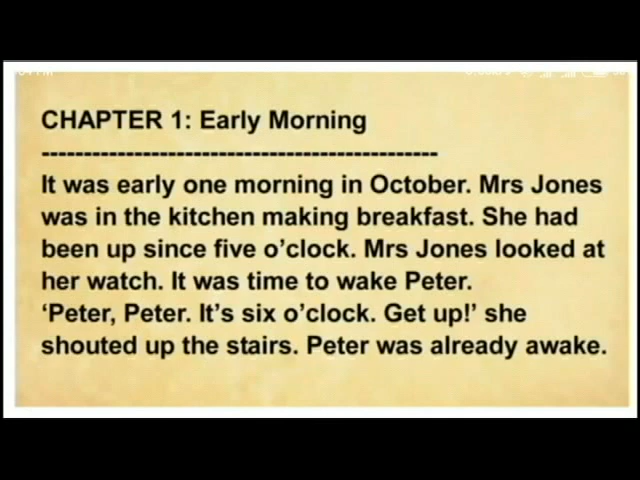 CHAPTER 1: Early Morning
-----------------------------------------------
It was early one morning in October. Mrs Jones
was in the kitchen making breakfast. She had
been up since five o’clock. Mrs Jones looked at
her watch. It was time to wake Peter.
‘Peter, Peter. It’s six o’clock. Get up!’ she
shouted up the stairs. Peter was already awake.